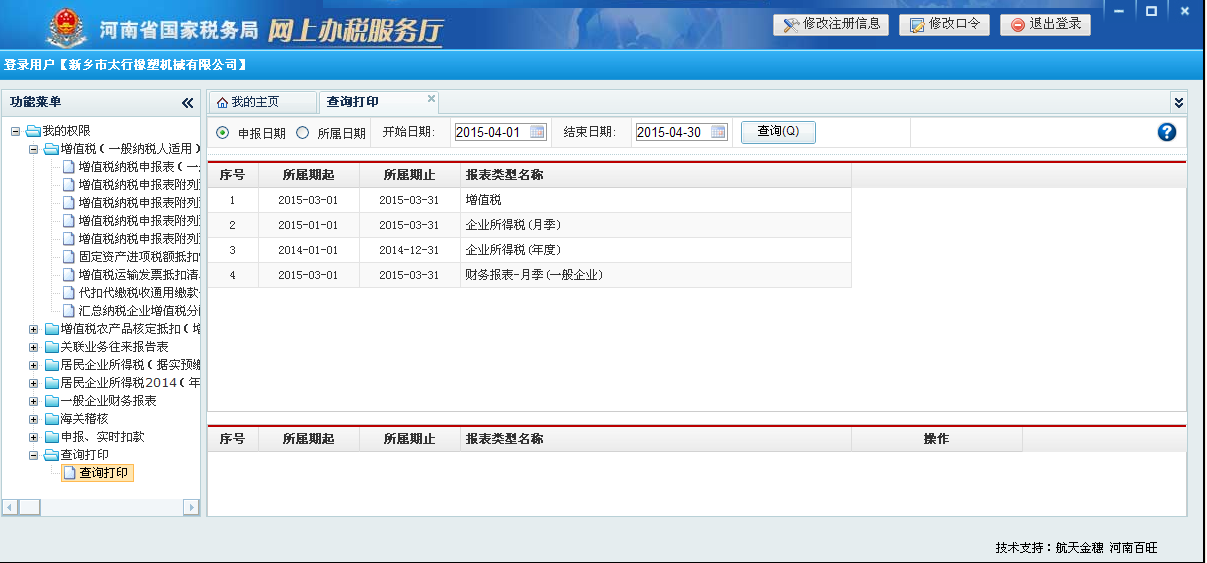 河南省国家税务局 网上办税服务厅
修改注册信息 修改口令 退出登录
登录用户【新乡市太行橡塑机械有限公司】
功能菜单
我的权限
增值税(一般纳税人适用)
增值税纳税申报表(一
增值税纳税申报表附列
增值税纳税申报表附列
增值税纳税申报表附列
增值税纳税申报表附列
固定资产进项税额抵扣
增值税运输发票抵扣清
代扣代缴税收通用缴款
汇总纳税企业增值税分
增值税农产品核定抵扣(增
关联业务往来报告表
居民企业所得税(据实预缴
居民企业所得税2014(年
一般企业财务报表
海关稽核
申报、实时扣款
查询打印
查询打印
我的主页 查询打印
申报日期 所属日期 开始日期: 2015-04-01 结束日期: 2015-04-30 查询(Q)
序号 所属期起 所属期止 报表类型名称
1 2015-03-01 2015-03-31 增值税
2 2015-01-01 2015-03-31 企业所得税(月季)
3 2014-01-01 2014-12-31 企业所得税(年度)
4 2015-03-01 2015-03-31 财务报表-月季(一般企业)
序号 所属期起 所属期止 报表类型名称 操作
技术支持：航天金穗 河南百旺